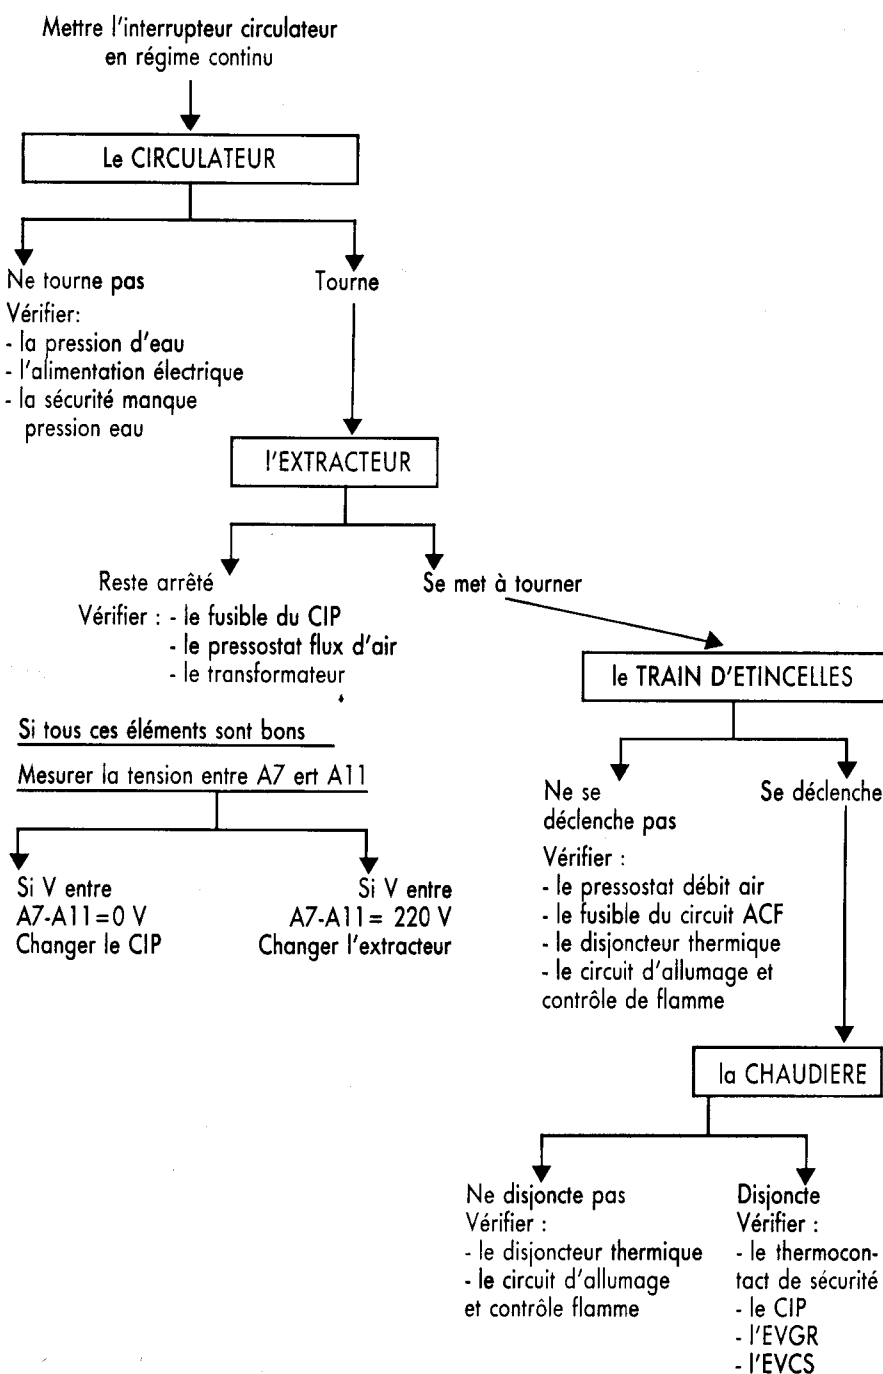 Mettre l'interrupteur circulateur
en régime continu
Le CIRCULATEUR
Ne tourne pas
Vérifier:
- la pression d'eau
- l'alimentation électrique
- la sécurité manque
pression eau
Tourne
l'EXTRACTEUR
Reste arrêté
Vérifier : - le fusible du CIP
- le pressostat flux d'air
- le transformateur
Si tous ces éléments sont bons
Mesurer la tension entre A7 ert A11
Si V entre
A7-A11=0 V
Changer le CIP
Si V entre
A7-A11= 220 V
Changer l'extracteur
Se met à tourner
le TRAIN D'ETINCELLES
Ne se
déclenche pas
Vérifier :
- le pressostat débit air
- le fusible du circuit ACF
- le disjoncteur thermique
- le circuit d'allumage et
contrôle de flamme
Se déclenche
la CHAUDIERE
Ne disjoncte pas
Vérifier :
- le disjoncteur thermique
- le circuit d'allumage
et contrôle flamme
Disjoncte
Vérifier :
- le thermocon-
tact de sécurité
- le CIP
- l'EVGR
- l'EVCS